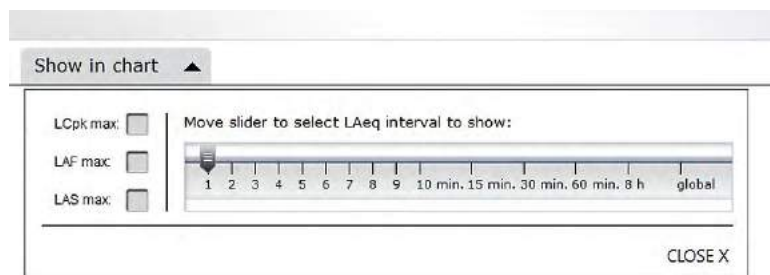 Show in chart ▲
LCpk max:
LAF max:
LAS max:
Move slider to select LAeq interval to show:
1 2 3 4 5 6 7 8 9 10 min. 15 min. 30 min. 60 min. 8 h global
CLOSE X